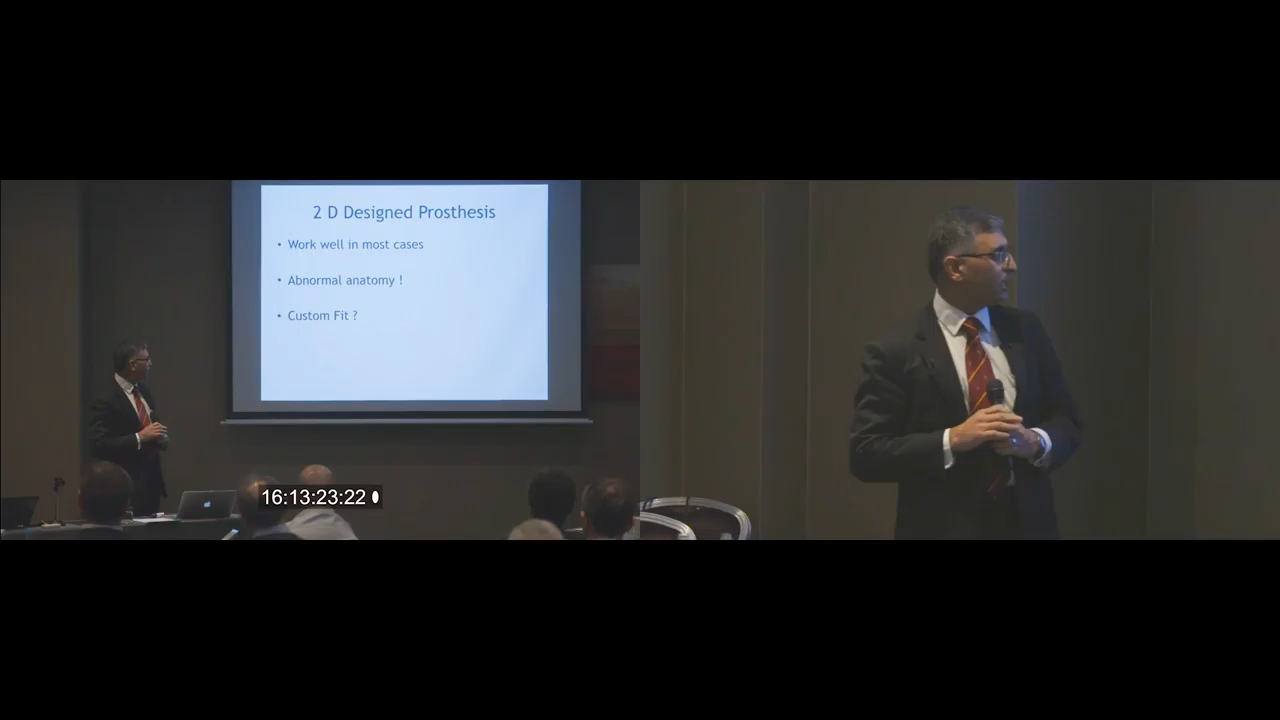 2 D Designed Prosthesis
• Work well in most cases
• Abnormal anatomy !
• Custom Fit ?
16:13:23:22